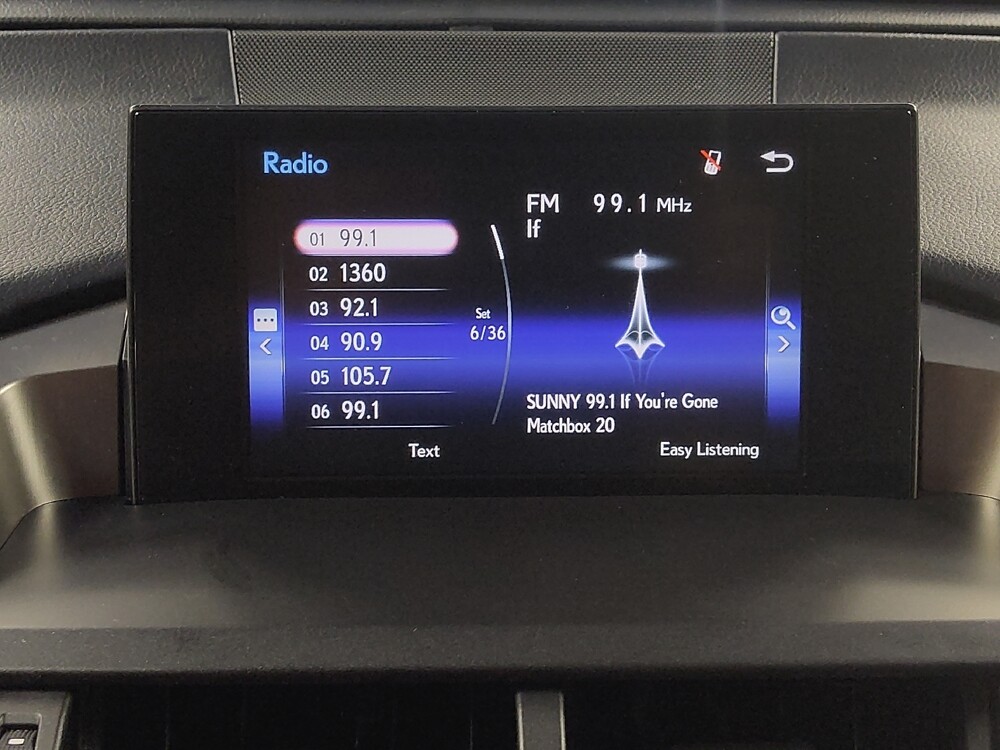 Radio
FM 99.1 MHz
If
01 99.1
02 1360
03 92.1
04 90.9
05 105.7
06 99.1
Set
6/36
SUNNY 99.1 If You're Gone
Matchbox 20
Text
Easy Listening